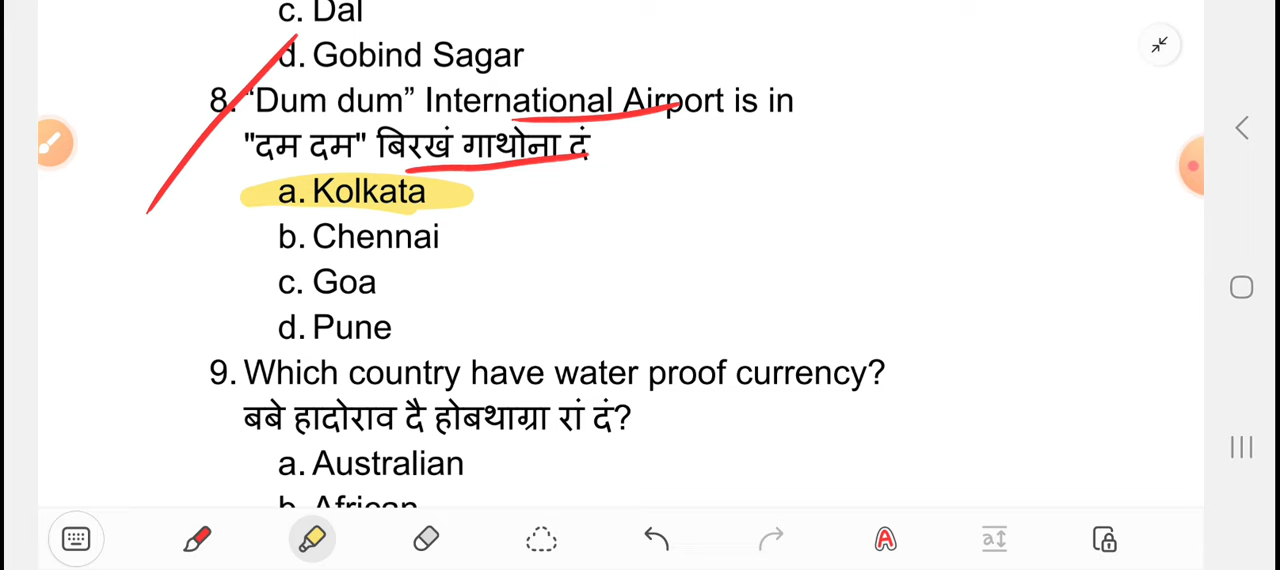 c. Dal
d. Gobind Sagar
8. “Dum dum” International Airport is in
"दम दम" बिरखं गाथोना दं
a. Kolkata
b. Chennai
c. Goa
d. Pune
9. Which country have water proof currency?
बबे हादोराव दै होबथाग्रा रां दं?
a. Australian
b. African